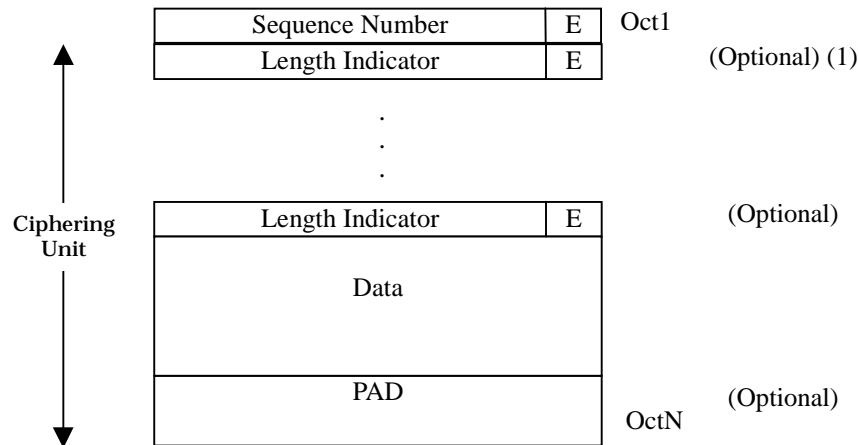 Sequence Number E Oct1
Length Indicator E (Optional) (1)
.
.
.
Length Indicator E (Optional)
Ciphering
Unit
Data
PAD (Optional)
OctN